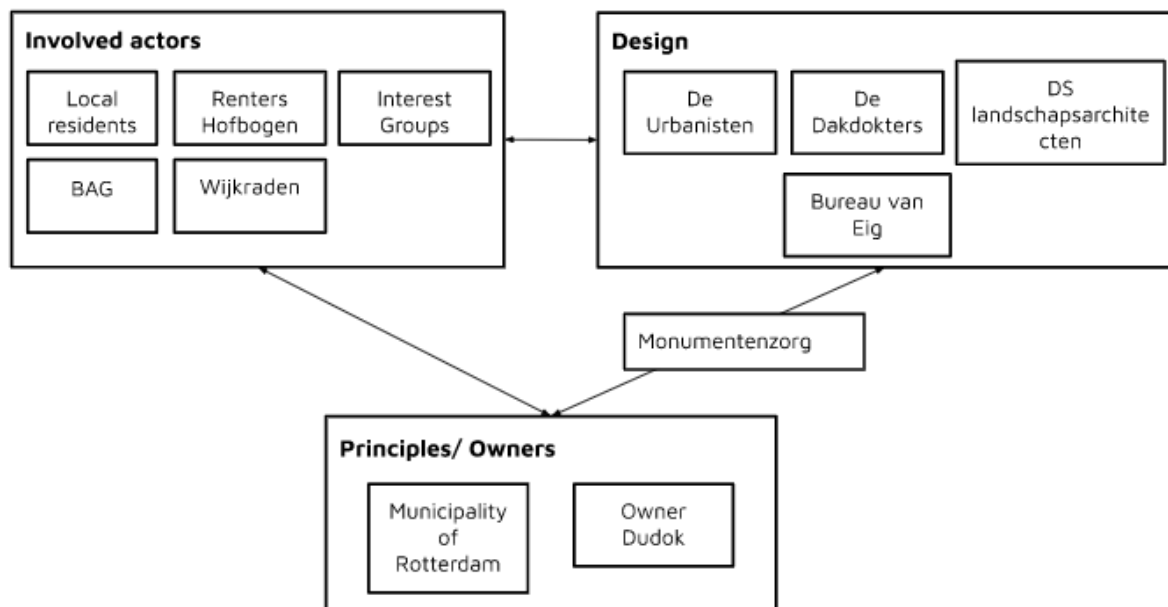 Involved actors
Local
residents
Renters
Hofbogen
Interest
Groups
BAG
Wijkraden
Design
De
Urbanisten
De
Dakdokters
DS
landschapsarchite
cten
Bureau van
Eig
Monumentenzorg
Principles/ Owners
Municipality
of
Rotterdam
Owner
Dudok